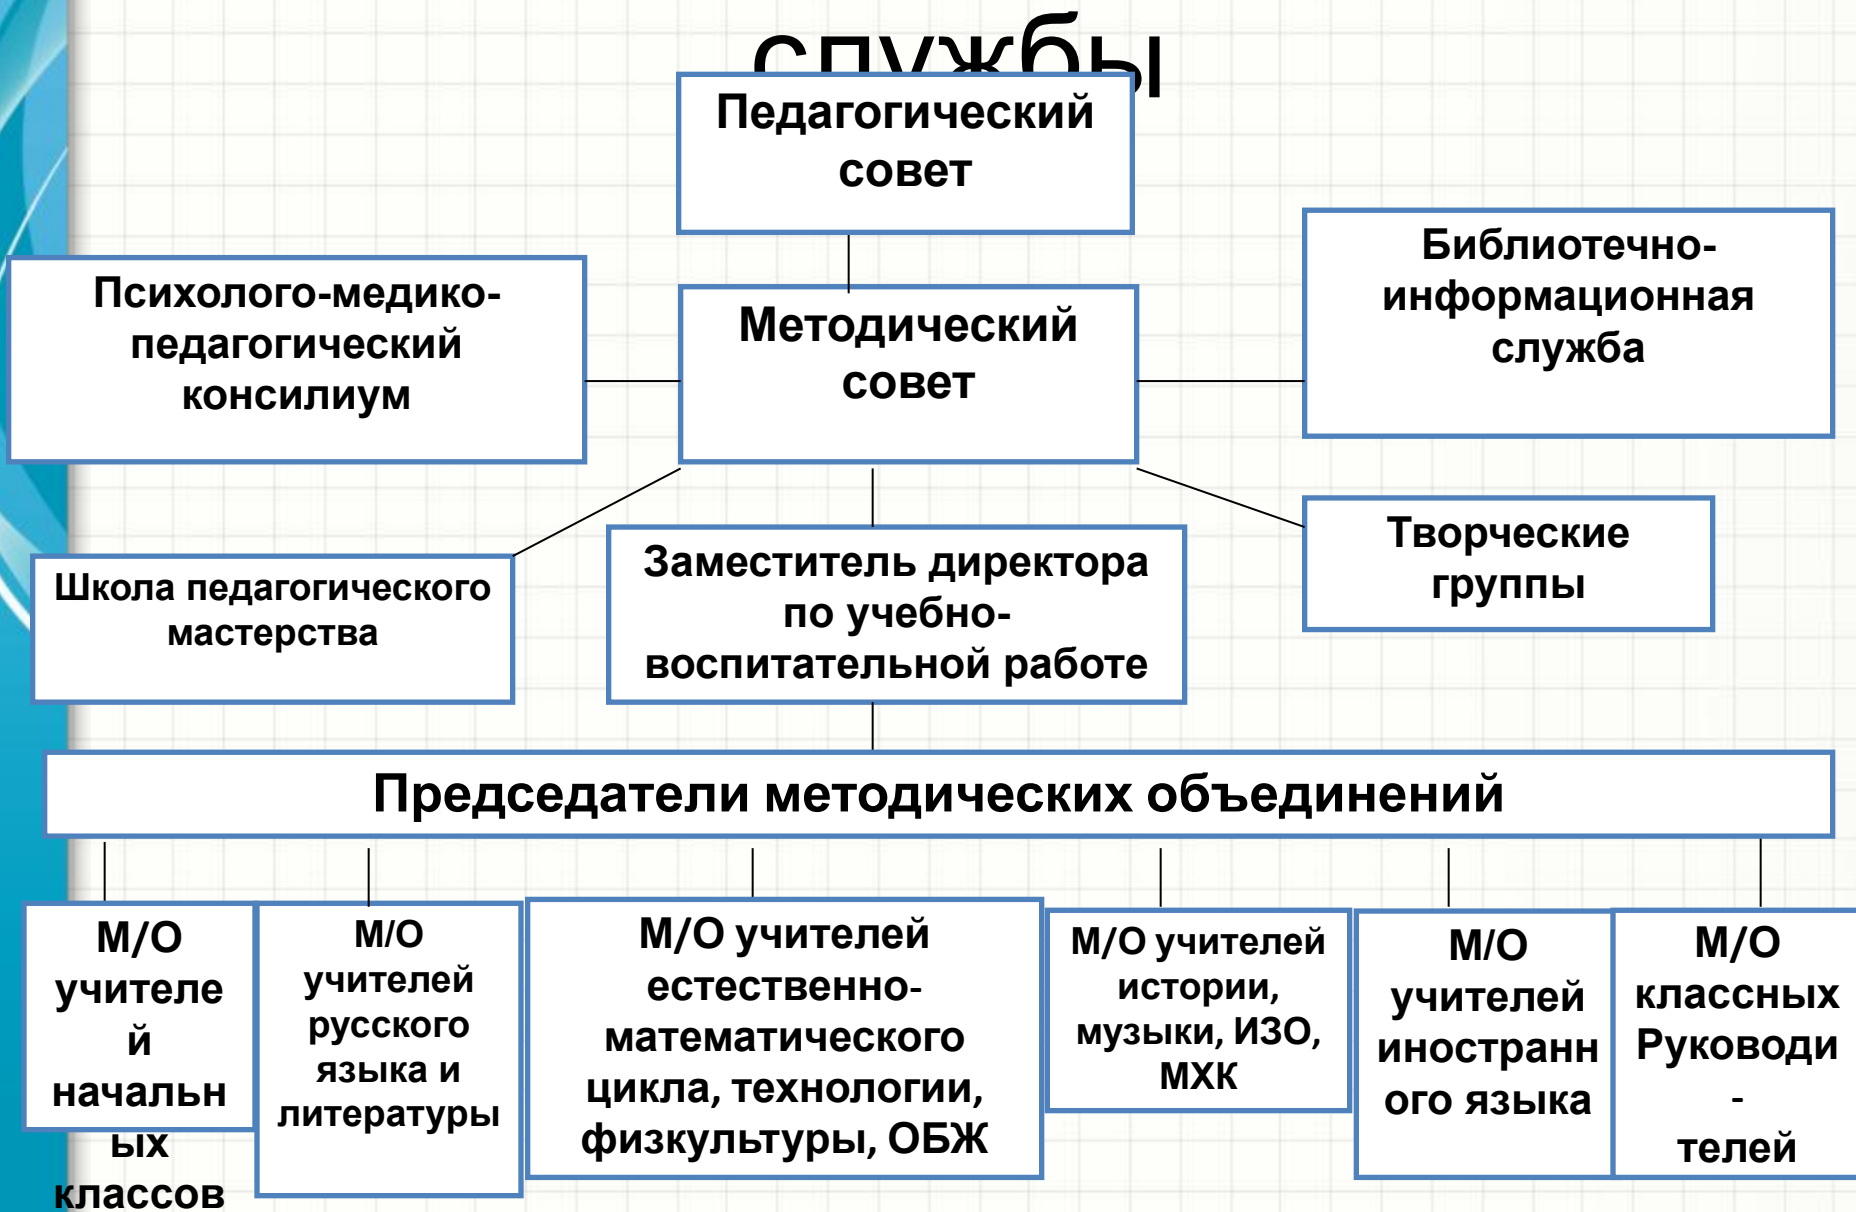 службы
Педагогический
совет
Психолого-медико-
педагогический
консилиум
Методический
совет
Библиотечно-
информационная
служба
Школа педагогического
мастерства
Заместитель директора
по учебно-
воспитательной работе
Творческие
группы
Председатели методических объединений
М/О
учителе
й
начальн
ых
классов
М/О
учителей
русского
языка и
литературы
М/О учителей
естественно-
математического
цикла, технологии,
физкультуры, ОБЖ
М/О учителей
истории,
музыки, ИЗО,
МХК
М/О
учителей
иностранн
ого языка
М/О
классных
Руководи
-
телей